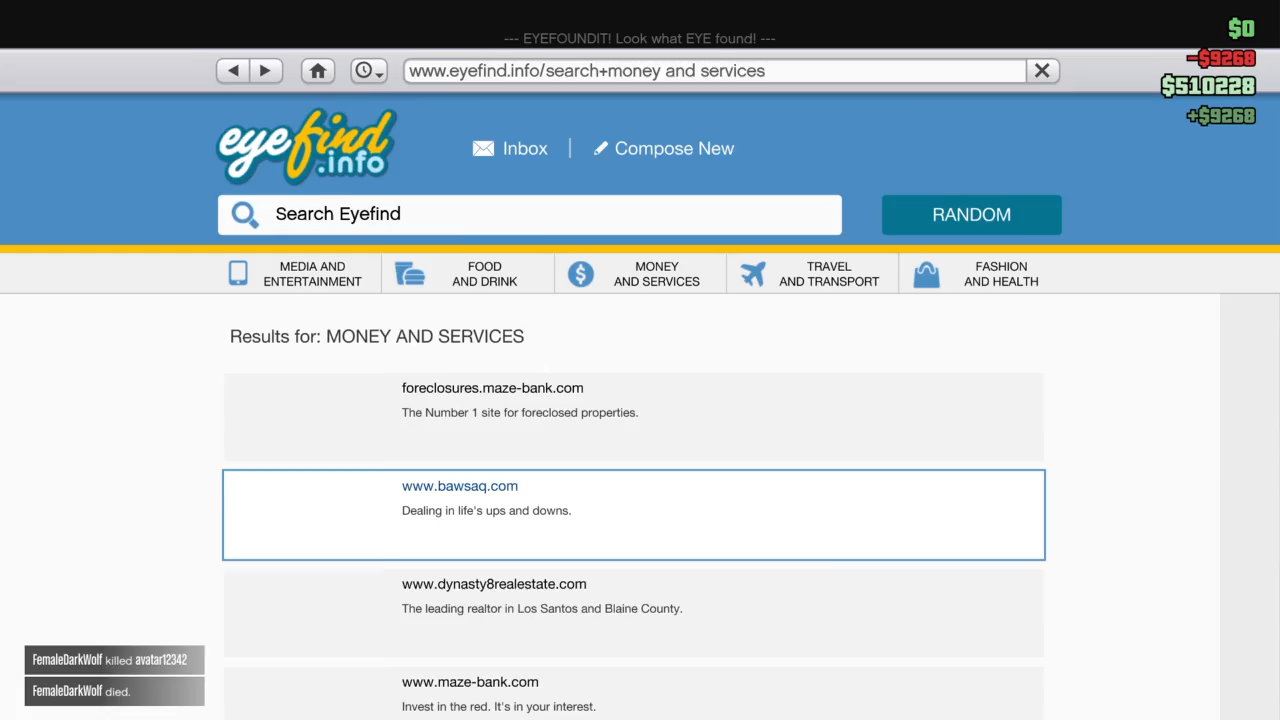 --- EYEFOUNDIT! Look what EYE found! ---
$0
-$9268
$510228
+$9268
www.eyefind.info/search+money and services
eyefind.info
Inbox
Compose New
Search Eyefind
RANDOM
MEDIA AND
ENTERTAINMENT
FOOD
AND DRINK
MONEY
AND SERVICES
TRAVEL
AND TRANSPORT
FASHION
AND HEALTH
Results for: MONEY AND SERVICES
foreclosures.maze-bank.com
The Number 1 site for foreclosed properties.
www.bawsaq.com
Dealing in life's ups and downs.
www.dynasty8realestate.com
The leading realtor in Los Santos and Blaine County.
www.maze-bank.com
Invest in the red. It's in your interest.
FemaleDarkWolf killed avatar12342
FemaleDarkWolf died.